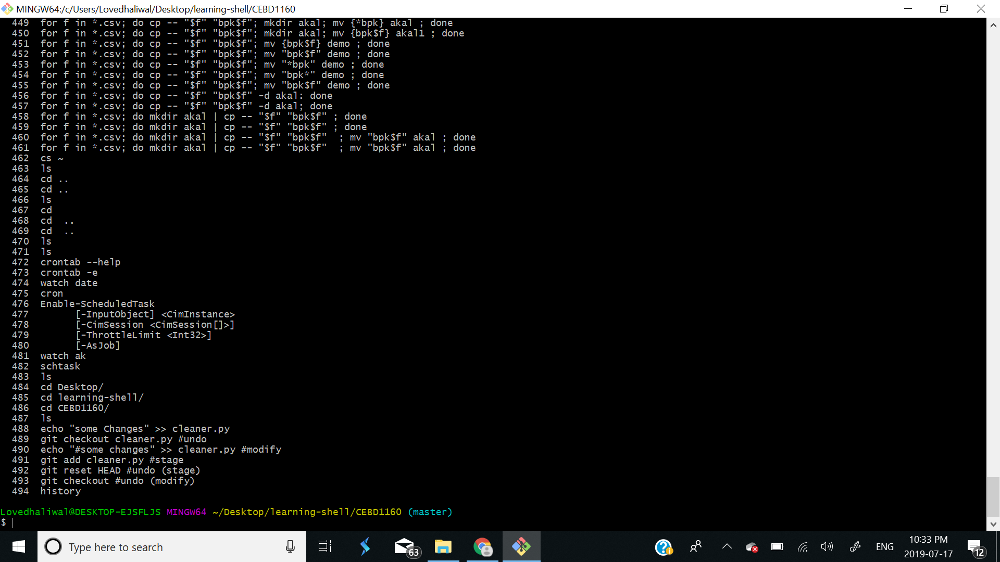 MINGW64:/c/Users/Lovedhaliwal/Desktop/learning-shell/CEBD1160
449 for f in *.csv; do cp -- "$f" "bpk$f"; mkdir akal; mv {*bpk} akal ; done
450 for f in *.csv; do cp -- "$f" "bpk$f"; mkdir akal; mv {bpk$f} akal1 ; done
451 for f in *.csv; do cp -- "$f" "bpk$f"; mv {bpk$f} demo ; done
452 for f in *.csv; do cp -- "$f" "bpk$f"; mv "bpk$f" demo ; done
453 for f in *.csv; do cp -- "$f" "bpk$f"; mv "*bpk" demo ; done
454 for f in *.csv; do cp -- "$f" "bpk$f"; mv "bpk*" demo ; done
455 for f in *.csv; do cp -- "$f" "bpk$f"; mv "bpk$f" demo ; done
456 for f in *.csv; do cp -- "$f" "bpk$f" -d akal: done
457 for f in *.csv; do cp -- "$f" "bpk$f" -d akal; done
458 for f in *.csv; do mkdir akal | cp -- "$f" "bpk$f" ; done
459 for f in *.csv; do mkdir akal | cp -- "$f" "bpk$f" ; done
460 for f in *.csv; do mkdir akal | cp -- "$f" "bpk$f"  ; mv "bpk$f" akal ; done
461 for f in *.csv; do mkdir akal | cp -- "$f" "bpk$f"  ; mv "bpk$f" akal ; done
462 cs ~
463 ls
464 cd ..
465 cd ..
466 ls
467 cd
468 cd  ..
469 cd  ..
470 ls
471 ls
472 crontab --help
473 crontab -e
474 watch date
475 cron
476 Enable-ScheduledTask
477 [-InputObject] <CimInstance>
478 [-CimSession <CimSession[]>]
479 [-ThrottleLimit <Int32>]
480 [-AsJob]
481 watch ak
482 schtask
483 ls
484 cd Desktop/
485 cd learning-shell/
486 cd CEBD1160/
487 ls
488 echo "some Changes" >> cleaner.py
489 git checkout cleaner.py #undo
490 echo "#some changes" >> cleaner.py #modify
491 git add cleaner.py #stage
492 git reset HEAD #undo (stage)
493 git checkout #undo (modify)
494 history
Lovedhaliwal@DESKTOP-EJSFLJS MINGW64 ~/Desktop/learning-shell/CEBD1160 (master)
$
Type here to search
63
ENG
10:33 PM
2019-07-17
12